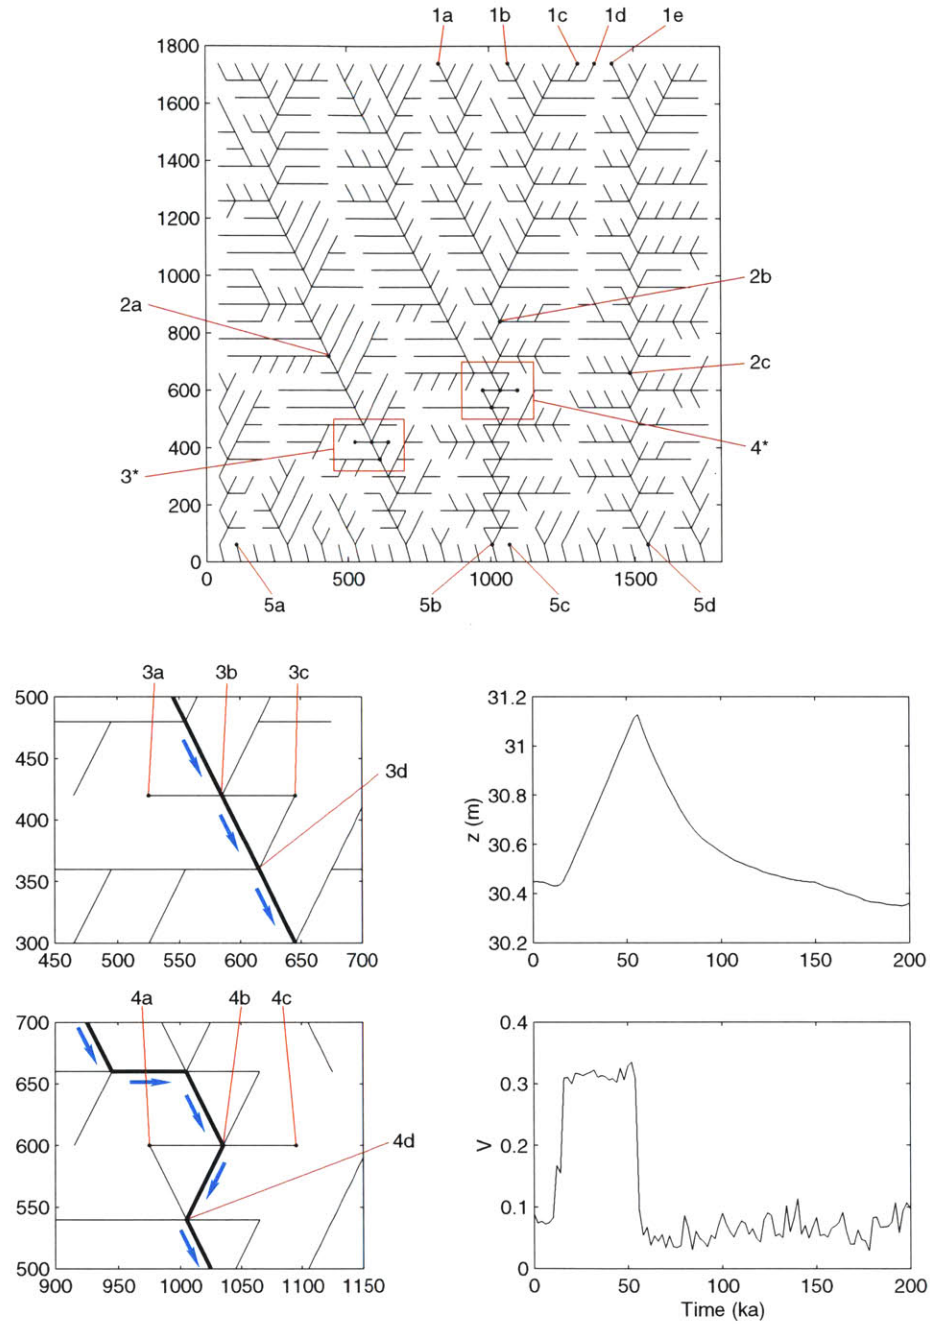 1a 1b 1c 1d 1e
1800
1600
1400
1200
1000
800
600
400
200
0
0 500 1000 1500
2a
2b
2c
3*
4*
5a 5b 5c 5d
3a 3b 3c
3d
500
450
400
350
300
450 500 550 600 650 700
31.2
31
30.8
30.6
30.4
30.2
z (m)
0 50 100 150 200
4a 4b 4c
4d
700
650
600
540
500
900 950 1000 1050 1100 1150
0.4
0.3
0.2
0.1
0
V
0 50 100 150 200
Time (ka)